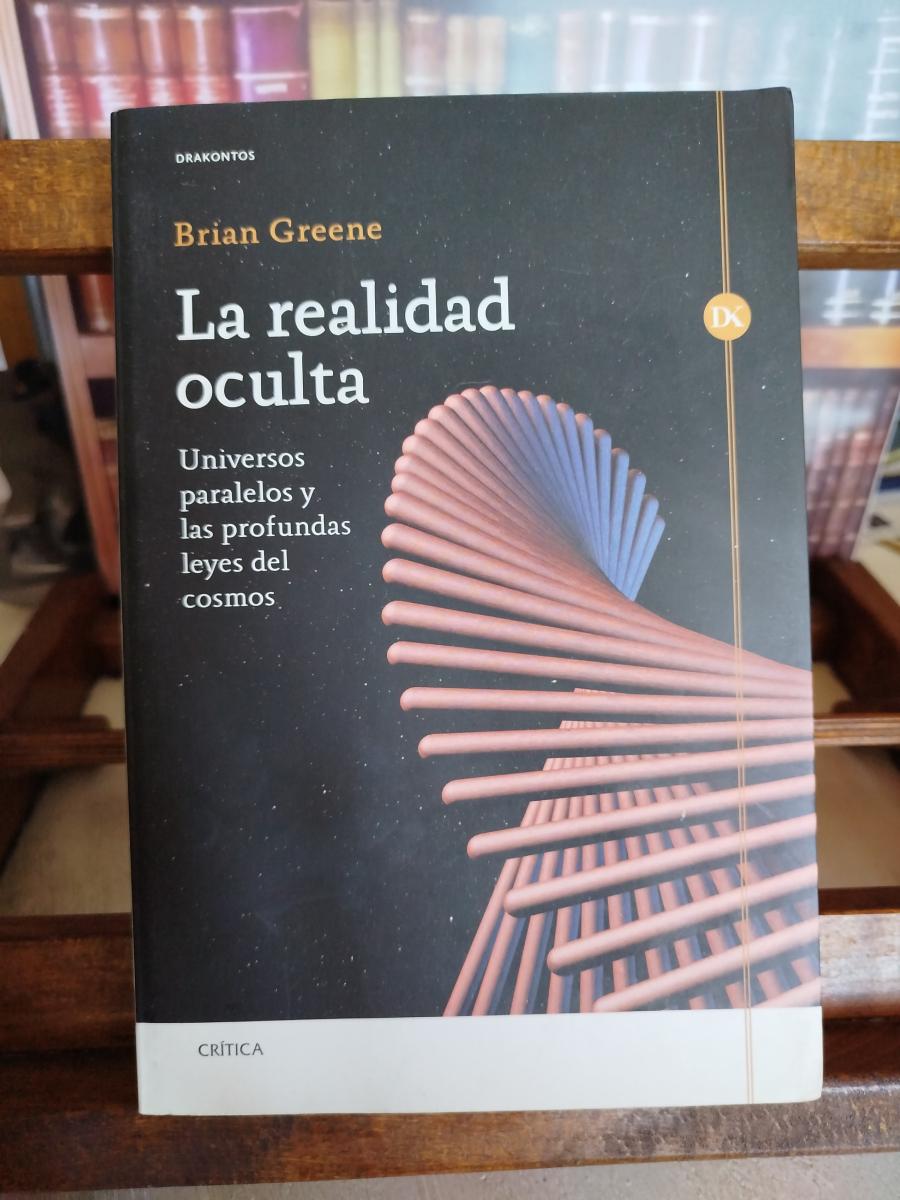 DRAKONTOS
Brian Greene
La realidad
oculta
DK
Universos
paralelos y
las profundas
leyes del
cosmos
CRÍTICA